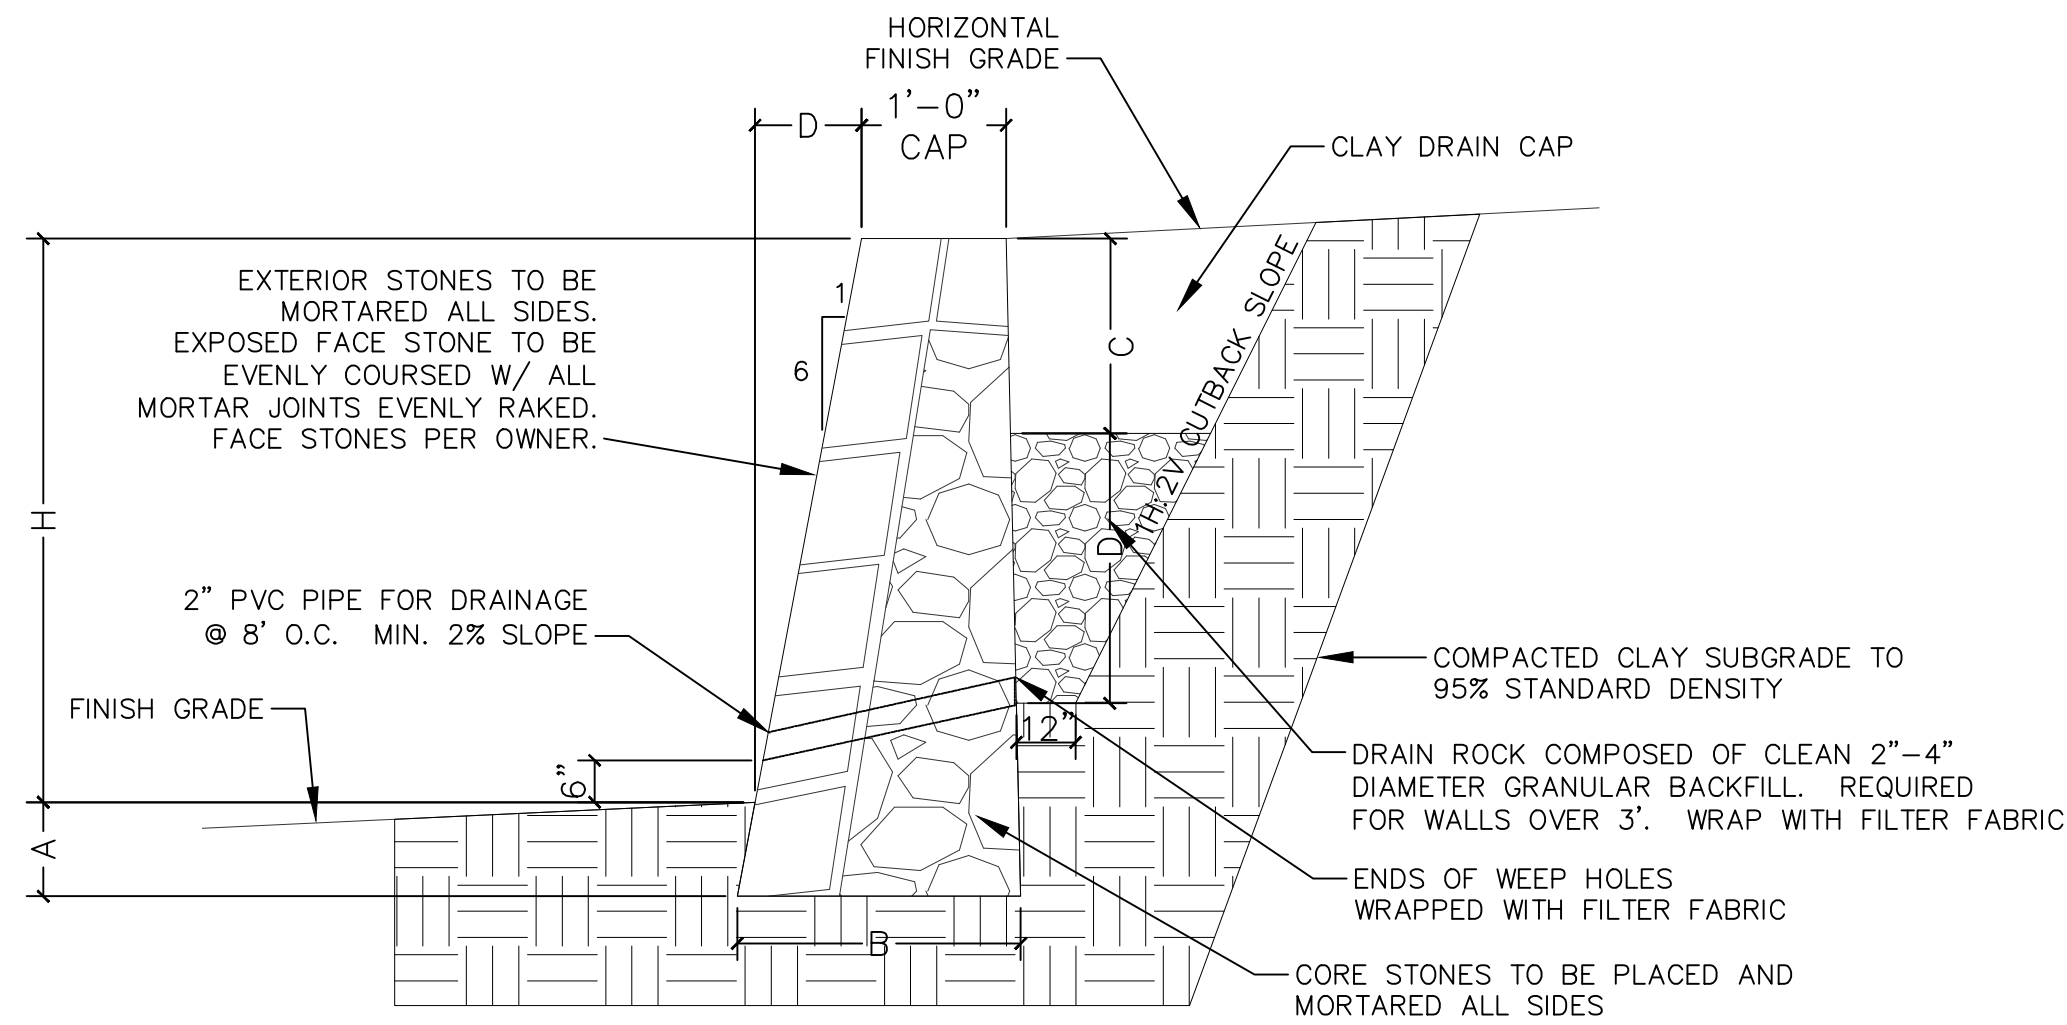 HORIZONTAL
FINISH GRADE
D
1'-0"
CAP
CLAY DRAIN CAP
EXTERIOR STONES TO BE
MORTARED ALL SIDES.
EXPOSED FACE STONE TO BE
EVENLY COURSED W/ ALL
MORTAR JOINTS EVENLY RAKED.
FACE STONES PER OWNER.
1
6
C
1H:2V CUTBACK SLOPE
H
D
2" PVC PIPE FOR DRAINAGE
@ 8' O.C. MIN. 2% SLOPE
FINISH GRADE
6"
12"
A
B
COMPACTED CLAY SUBGRADE TO
95% STANDARD DENSITY
DRAIN ROCK COMPOSED OF CLEAN 2"-4"
DIAMETER GRANULAR BACKFILL. REQUIRED
FOR WALLS OVER 3'. WRAP WITH FILTER FABRIC
ENDS OF WEEP HOLES
WRAPPED WITH FILTER FABRIC
CORE STONES TO BE PLACED AND
MORTARED ALL SIDES